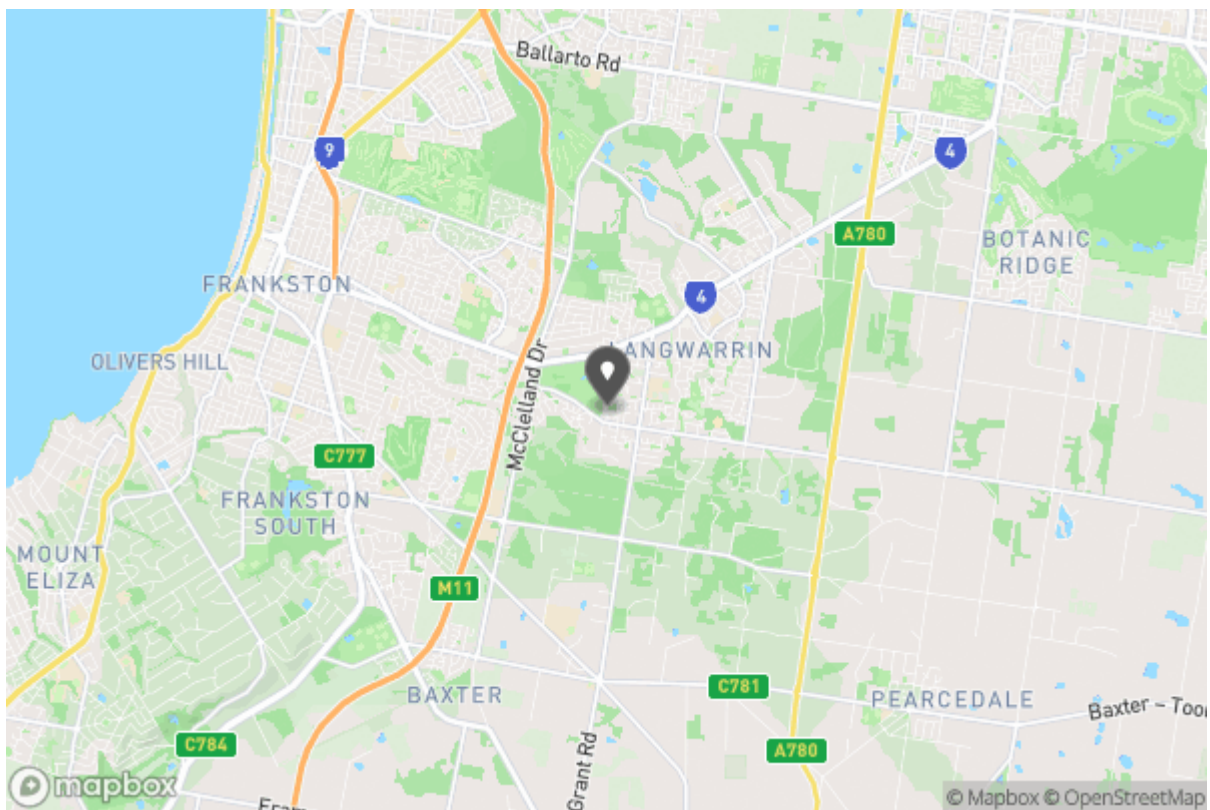 Ballarto Rd
9
4
A780
BOTANIC
RIDGE
FRANKSTON
4
OLIVERS HILL
LANGWARRIN
McClelland Dr
C777
FRANKSTON
SOUTH
MOUNT
ELIZA
M11
C781
BAXTER
PEARCEDALE
Baxter – Toor
C784
A780
Grant Rd
mapbox
© Mapbox © OpenStreetMap